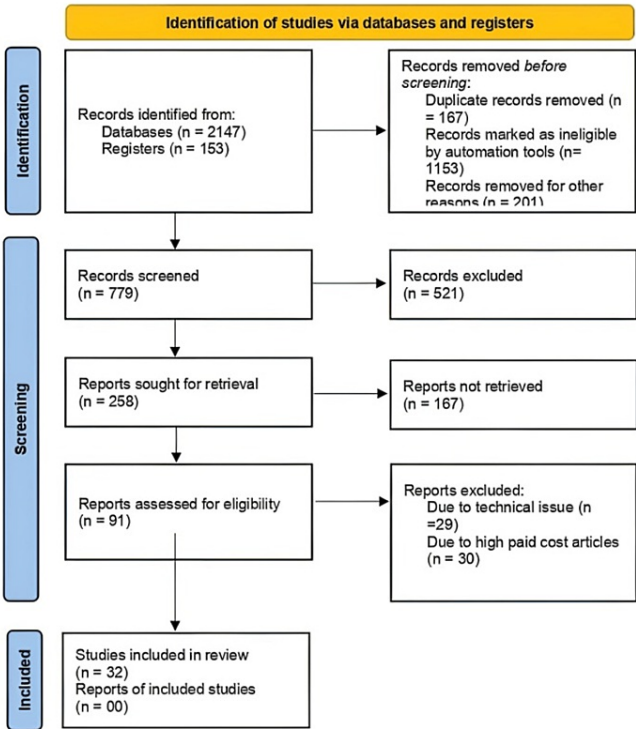 Identification of studies via databases and registers
Identification
Records identified from:
Databases (n = 2147)
Registers (n = 153)
Records removed before
screening:
Duplicate records removed (n
= 167)
Records marked as ineligible
by automation tools (n=
1153)
Records removed for other
reasons (n = 201)
Screening
Records screened
(n = 779)
Records excluded
(n = 521)
Reports sought for retrieval
(n = 258)
Reports not retrieved
(n = 167)
Reports assessed for eligibility
(n = 91)
Reports excluded:
Due to technical issue (n
=29)
Due to high paid cost articles
(n = 30)
Included
Studies included in review
(n = 32)
Reports of included studies
(n = 00)